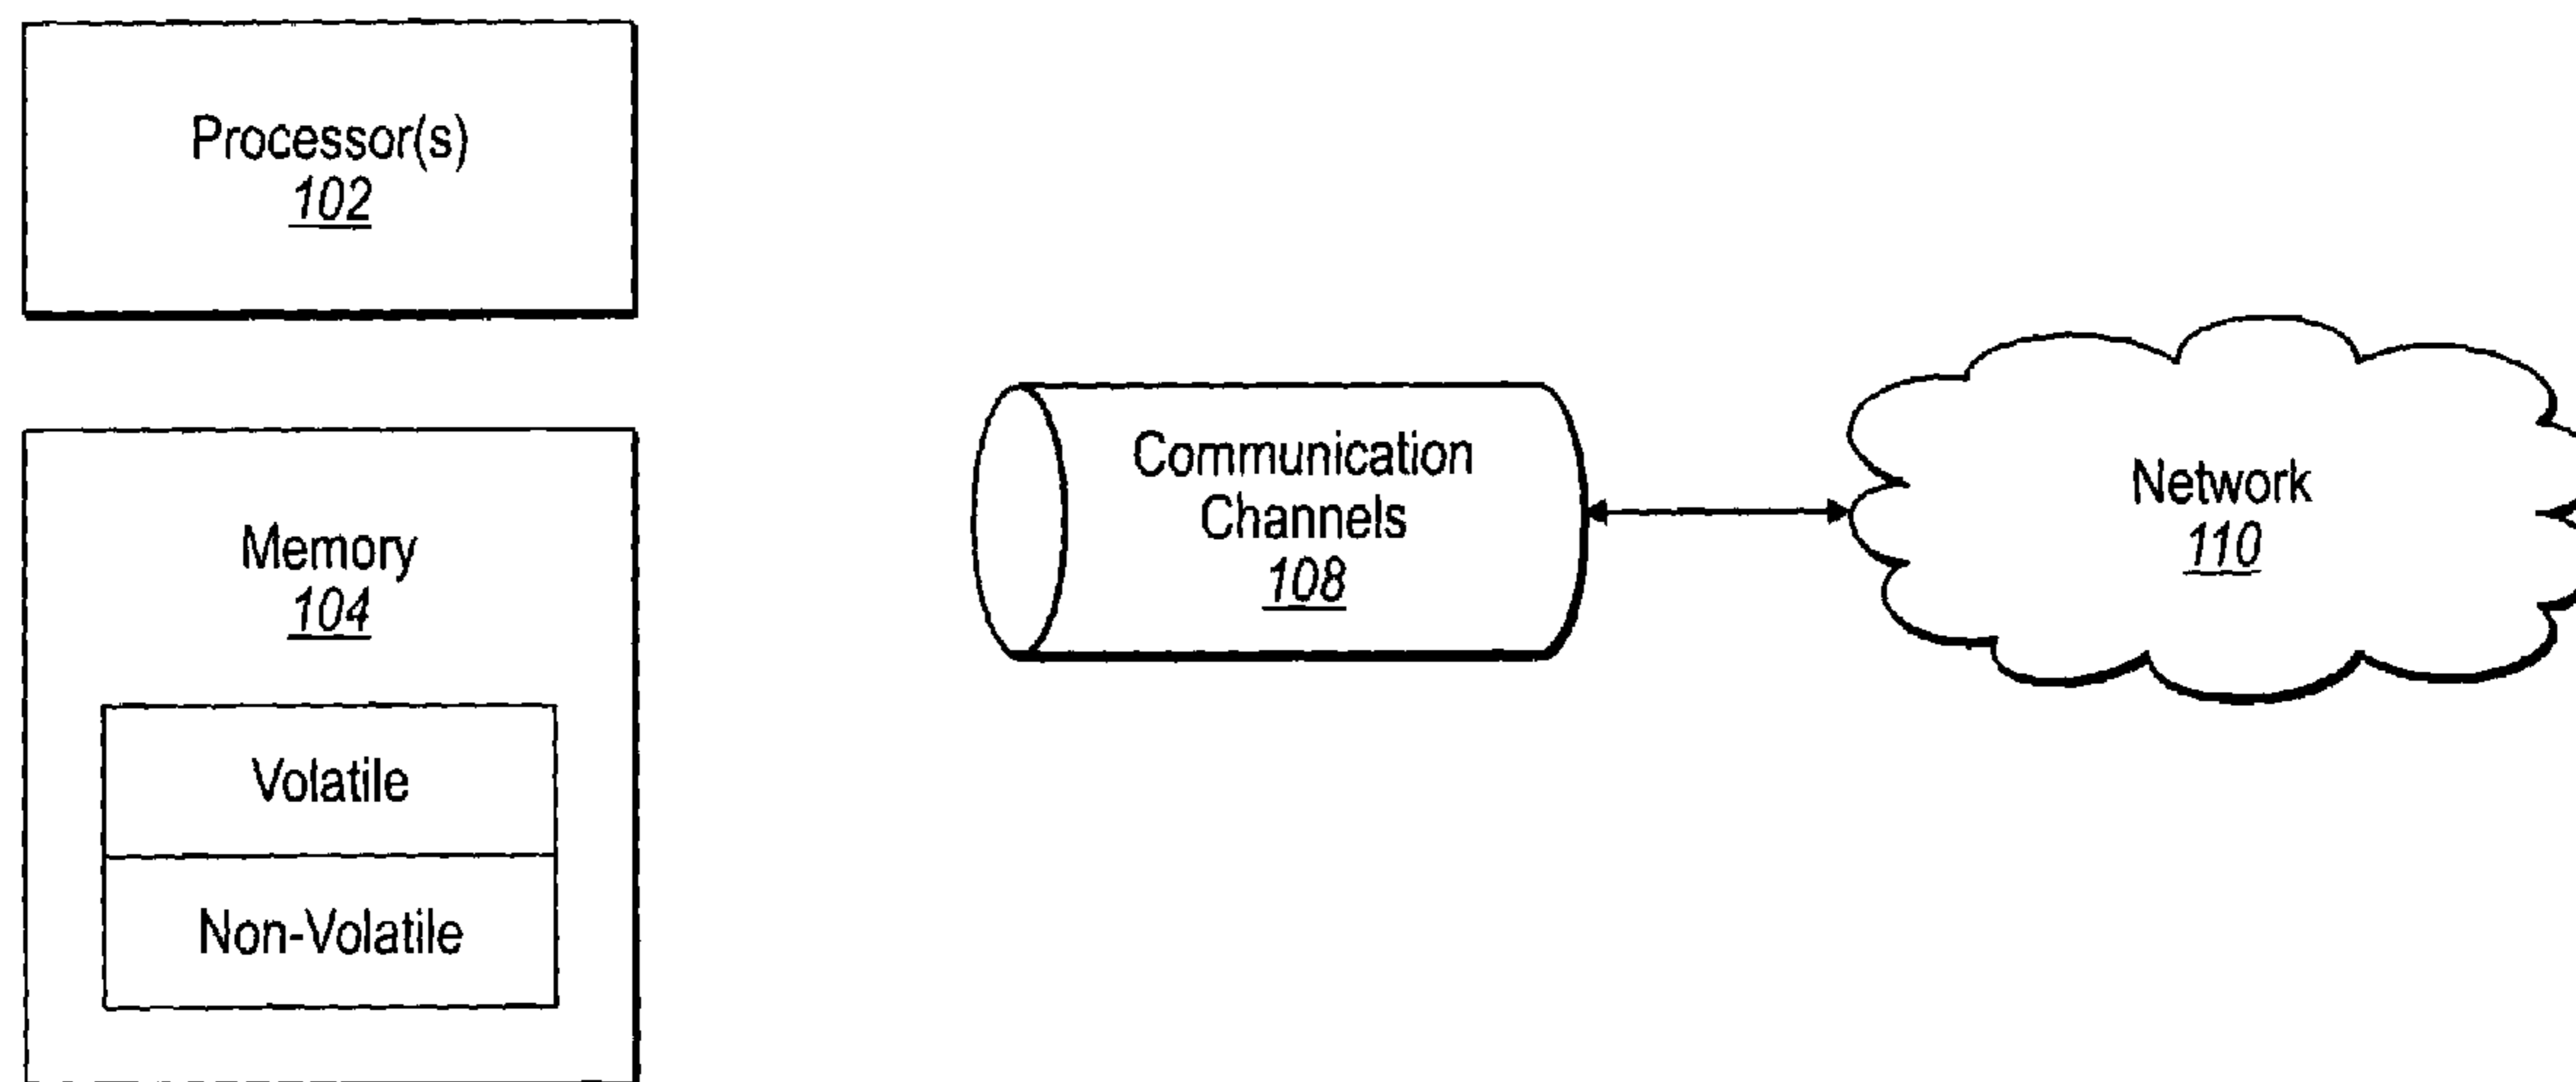 Processor(s)
102
Memory
104
Volatile
Non-Volatile
Communication
Channels
108
Network
110